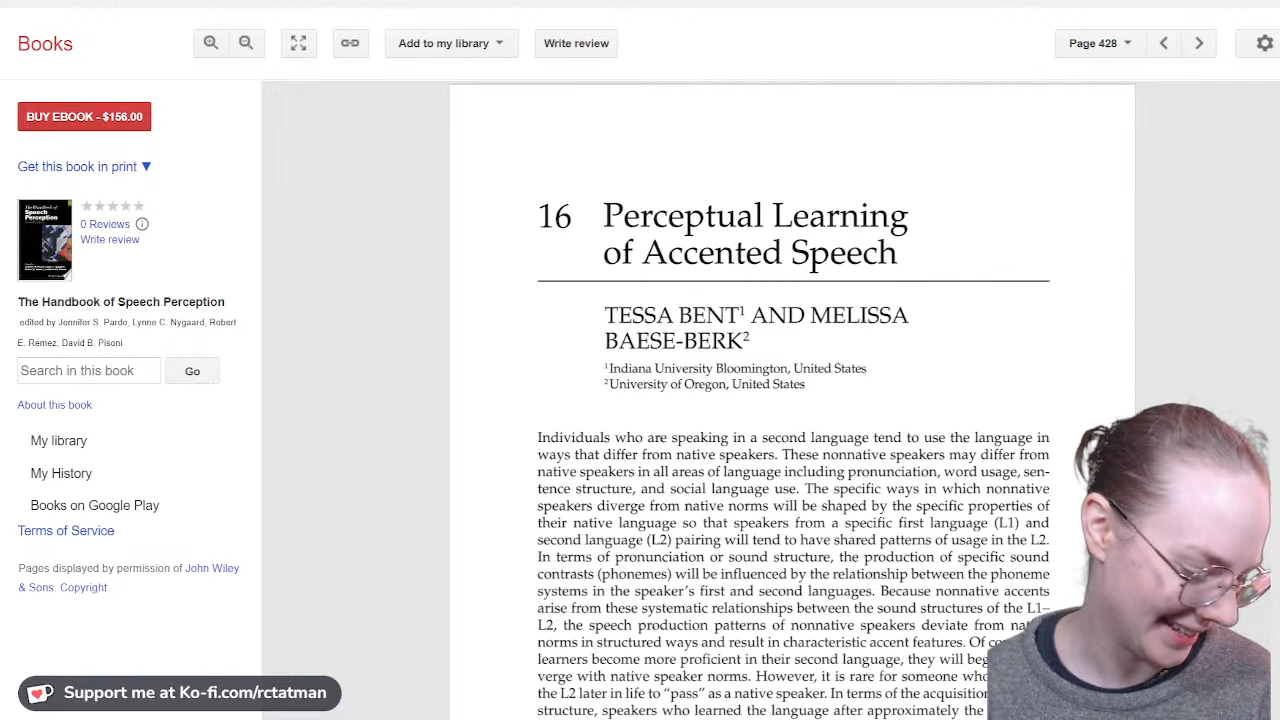 Books
Add to my library
Write review
Page 428
BUY EBOOK - $156.00
Get this book in print ▼
0 Reviews
Write review
The Handbook of Speech Perception
edited by Jennifer S. Pardo, Lynne C. Nygaard, Robert
E. Remez, David B. Pisoni
Search in this book
Go
About this book
My library
My History
Books on Google Play
Terms of Service
Pages displayed by permission of John Wiley
& Sons. Copyright.
Support me at Ko-fi.com/rctatman
16 Perceptual Learning
of Accented Speech
TESSA BENT¹ AND MELISSA
BAESE-BERK²
¹Indiana University Bloomington, United States
²University of Oregon, United States
Individuals who are speaking in a second language tend to use the language in
ways that differ from native speakers. These nonnative speakers may differ from
native speakers in all areas of language including pronunciation, word usage, sen-
tence structure, and social language use. The specific ways in which nonnative
speakers diverge from native norms will be shaped by the specific properties of
their native language so that speakers from a specific first language (L1) and
second language (L2) pairing will tend to have shared patterns of usage in the L2.
In terms of pronunciation or sound structure, the production of specific sound
contrasts (phonemes) will be influenced by the relationship between the phoneme
systems in the speaker's first and second languages. Because nonnative accents
arise from these systematic relationships between the sound structures of the L1–
L2, the speech production patterns of nonnative speakers deviate from
norms in structured ways and result in characteristic accent features. Of
learners become more proficient in their second language, they will
verge with native speaker norms. However, it is rare for someone
the L2 later in life to "pass" as a native speaker. In terms of the
structure, speakers who learned the language after approximately the